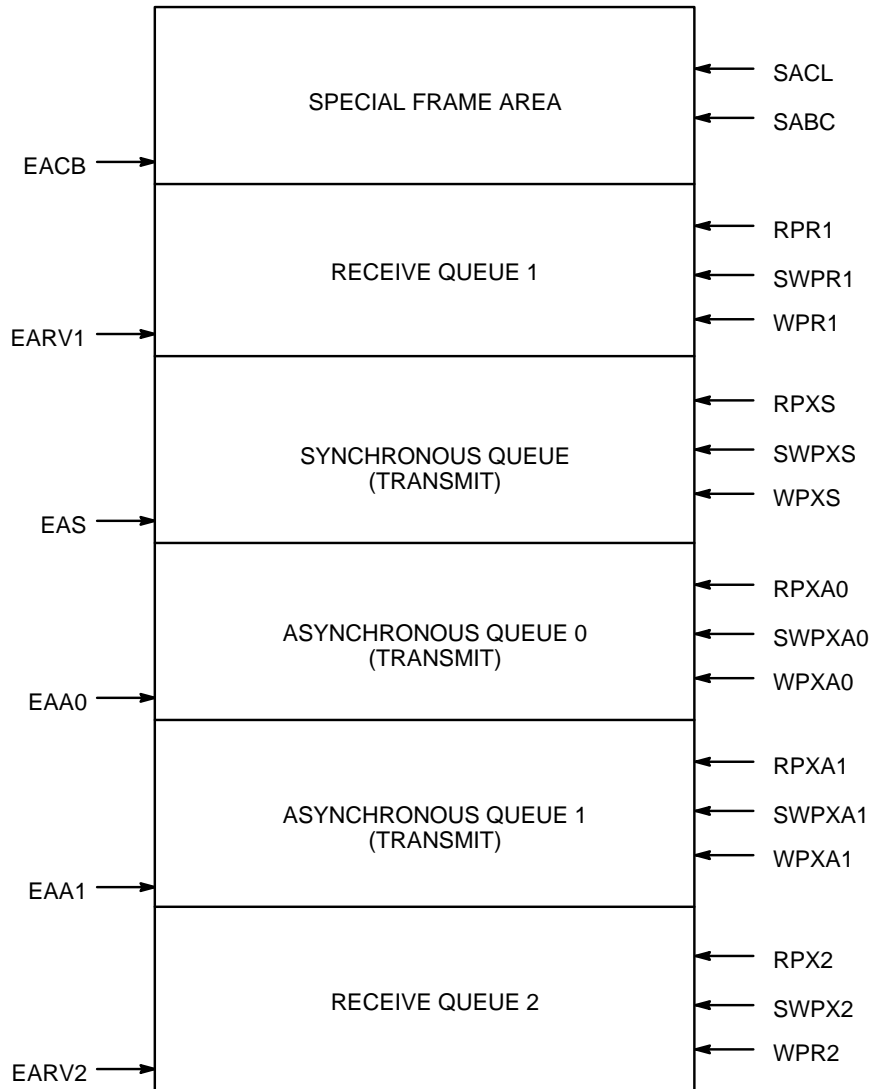 SACL
SPECIAL FRAME AREA
SABC
EACB
RPR1
RECEIVE QUEUE 1
SWPR1
WPR1
EARV1
RPXS
SYNCHRONOUS QUEUE
(TRANSMIT)
SWPXS
WPXS
EAS
RPXA0
ASYNCHRONOUS QUEUE 0
(TRANSMIT)
SWPXA0
WPXA0
EAA0
RPXA1
ASYNCHRONOUS QUEUE 1
(TRANSMIT)
SWPXA1
WPXA1
EAA1
RPX2
RECEIVE QUEUE 2
SWPX2
WPR2
EARV2